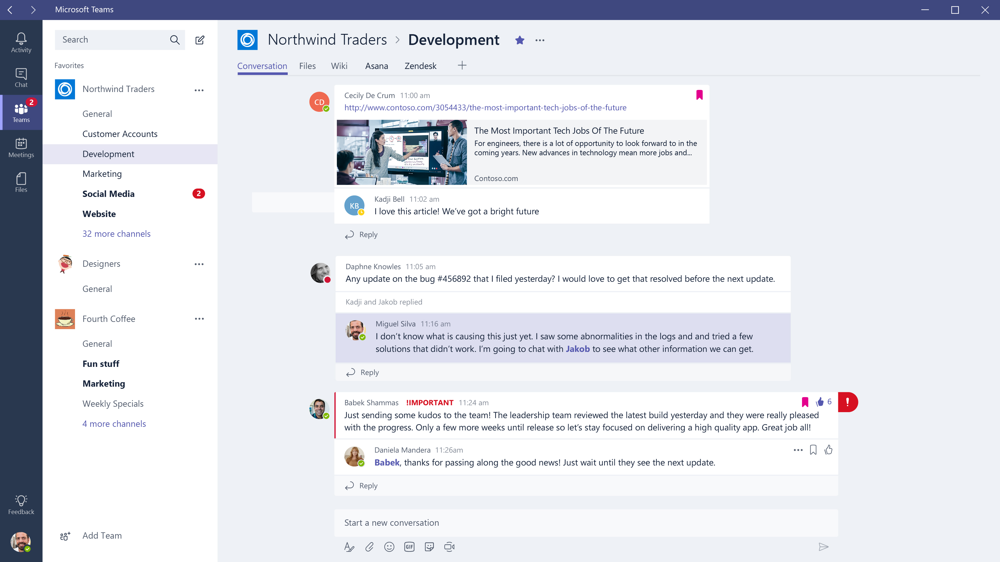 Microsoft Teams
Activity
Chat
2
Teams
Meetings
Files
Feedback
Search
Favorites
Northwind Traders
General
Customer Accounts
Development
Marketing
Social Media 2
Website
32 more channels
Designers
General
Fourth Coffee
General
Fun stuff
Marketing
Weekly Specials
4 more channels
Add Team
Northwind Traders > Development
Conversation Files Wiki Asana Zendesk
CD
Cecily De Crum 11:00 am
http://www.contoso.com/3054433/the-most-important-tech-jobs-of-the-future
The Most Important Tech Jobs Of The Future
For engineers, there is a lot of opportunity to look forward to in the
coming years. New advances in technology mean more jobs and...
Contoso.com
KB
Kadji Bell 11:02 am
I love this article! We’ve got a bright future
Reply
Daphne Knowles 11:05 am
Any update on the bug #456892 that I filed yesterday? I would love to get that resolved before the next update.
Kadji and Jakob replied
Miguel Silva 11:16 am
I don’t know what is causing this just yet. I saw some abnormalities in the logs and and tried a few
solutions that didn’t work. I’m going to chat with Jakob to see what other information we can get.
Reply
Babek Shammas !IMPORTANT 11:24 am
6
!
Just sending some kudos to the team! The leadership team reviewed the latest build yesterday and they were really pleased
with the progress. Only a few more weeks until release so let’s stay focused on delivering a high quality app. Great job all!
Daniela Mandera 11:26am
Babek, thanks for passing along the good news! Just wait until they see the next update.
Reply
Start a new conversation
GIF